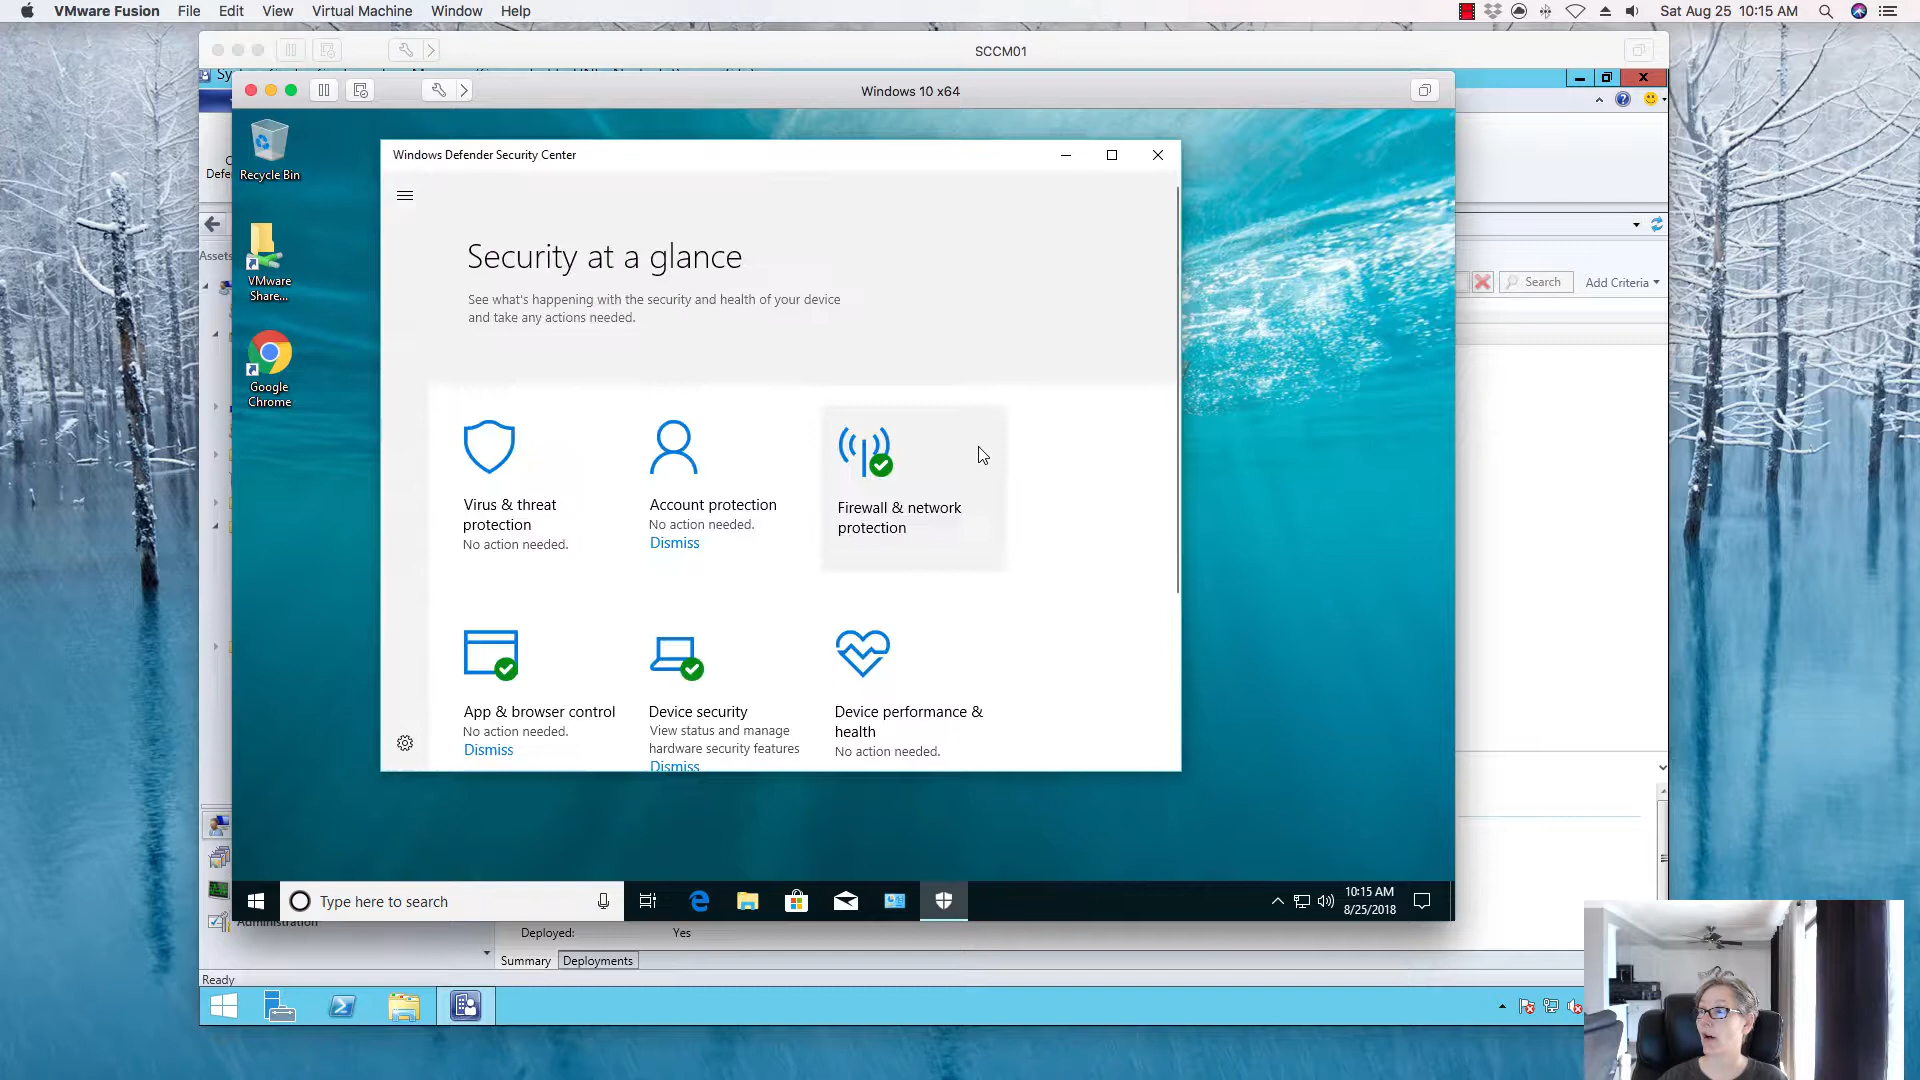 VMware Fusion File Edit View Virtual Machine Window Help
Sat Aug 25 10:15 AM
SCCM01
Windows 10 x64
Recycle Bin
VMware
Share...
Google
Chrome
Windows Defender Security Center
Security at a glance
See what's happening with the security and health of your device
and take any actions needed.
Virus & threat
protection
No action needed.
Account protection
No action needed.
Dismiss
Firewall & network
protection
App & browser control
No action needed.
Dismiss
Device security
View status and manage
hardware security features
Dismiss
Device performance &
health
No action needed.
Search
Add Criteria
Assets
Type here to search
10:15 AM
8/25/2018
Administration
Deployed: Yes
Summary Deployments
Ready